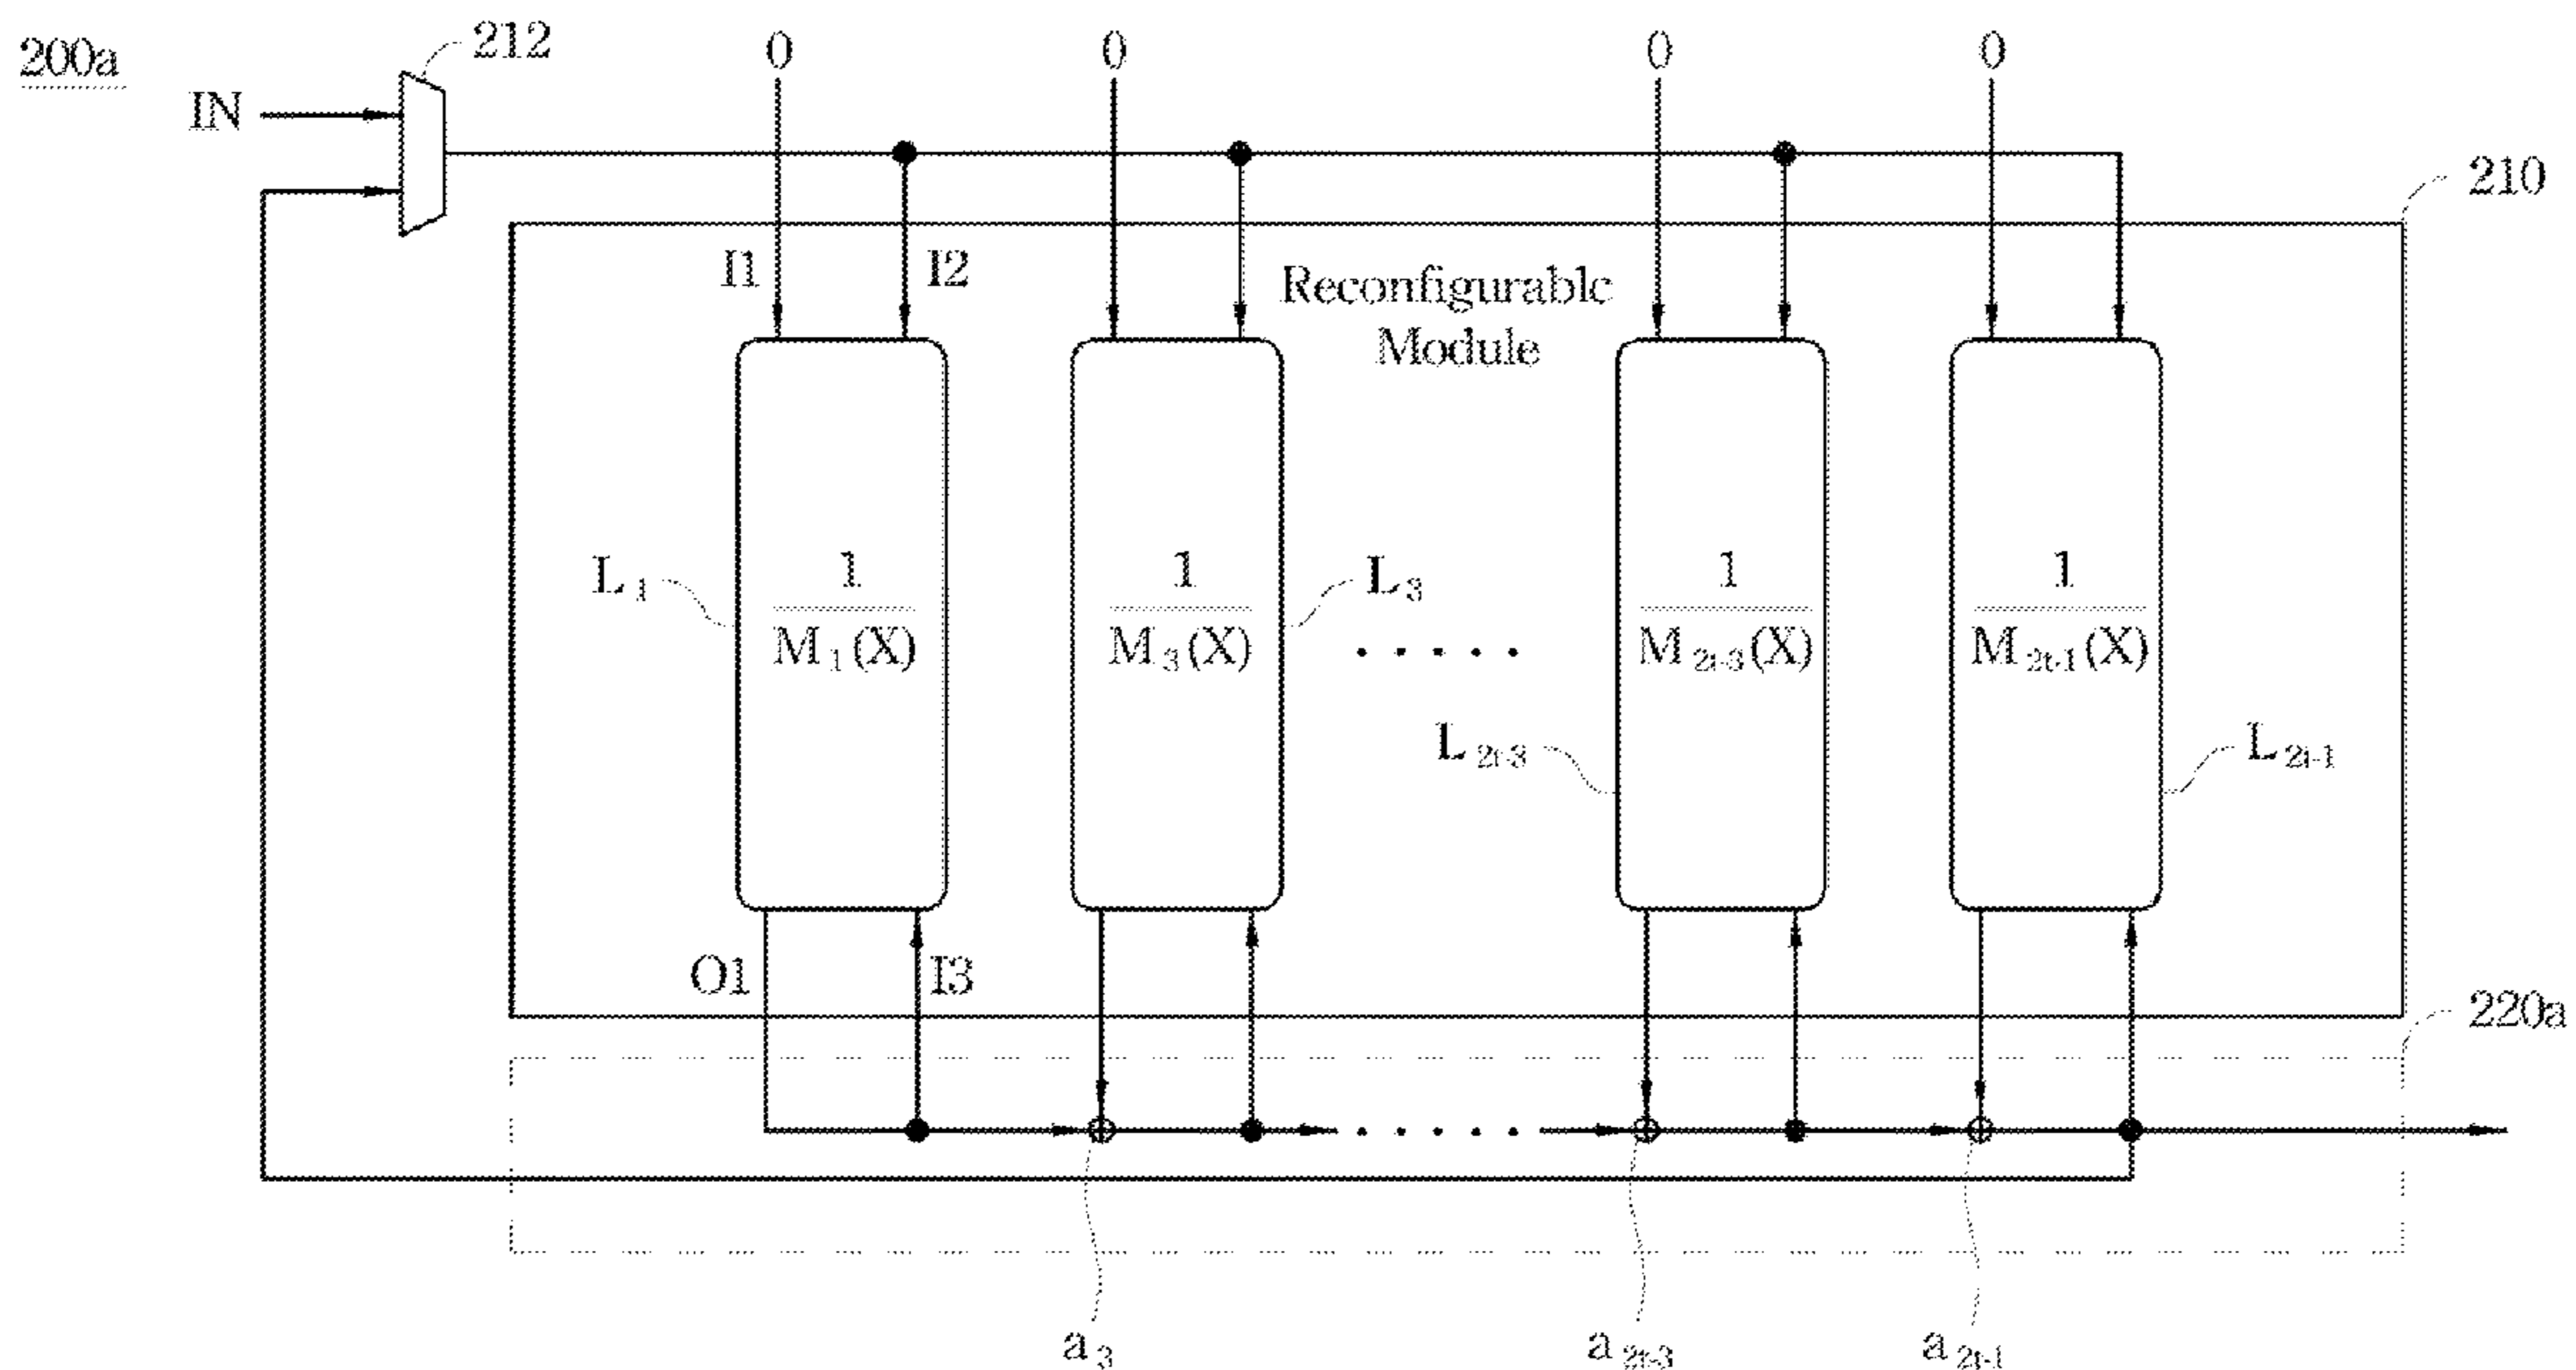 200a
212
0 0 0 0
IN
210
I1 I2
Reconfigurable
Module
L1 1 1 L3 1 1
M1(X) M3(X) M2t-3(X) M2t-1(X)
.....
L2t-3 L2t-1
O1 I3
220a
.....
a3 a2t-3 a2t-1